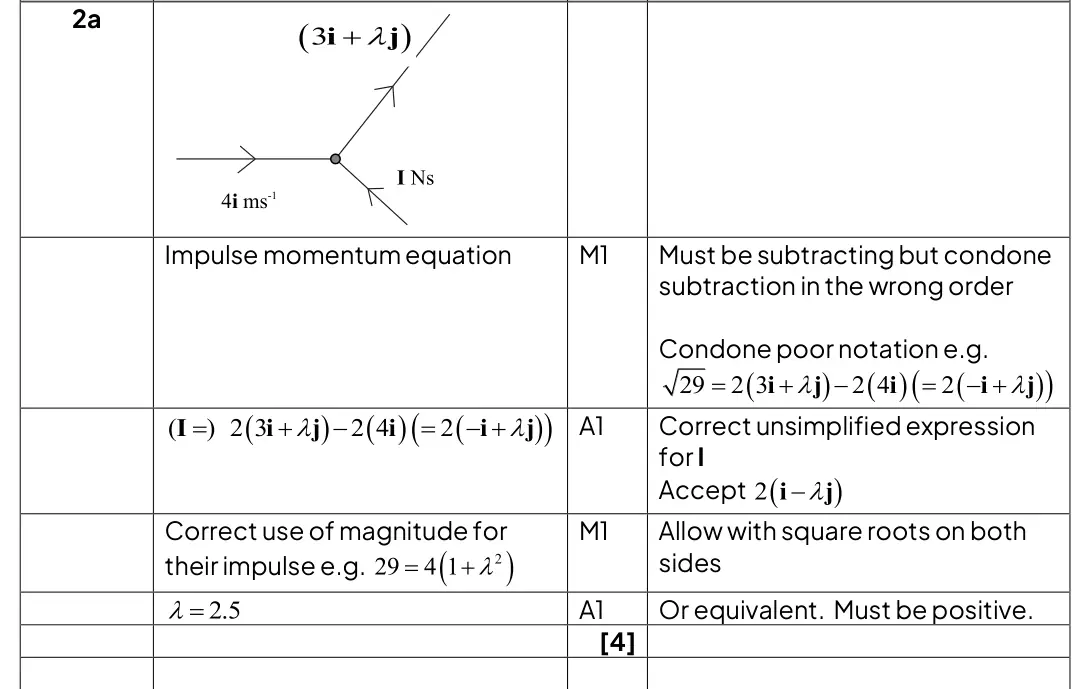 2a
(3i + λj)
I Ns
4i ms⁻¹
Impulse momentum equation
M1
Must be subtracting but condone
subtraction in the wrong order
Condone poor notation e.g.
√29 = 2(3i + λj) − 2(4i) (= 2(−i + λj))
(I =) 2(3i + λj) − 2(4i) (= 2(−i + λj))
A1
Correct unsimplified expression
for I
Accept 2(i − λj)
Correct use of magnitude for
their impulse e.g. 29 = 4(1 + λ²)
M1
Allow with square roots on both
sides
λ = 2.5
A1
Or equivalent. Must be positive.
[4]